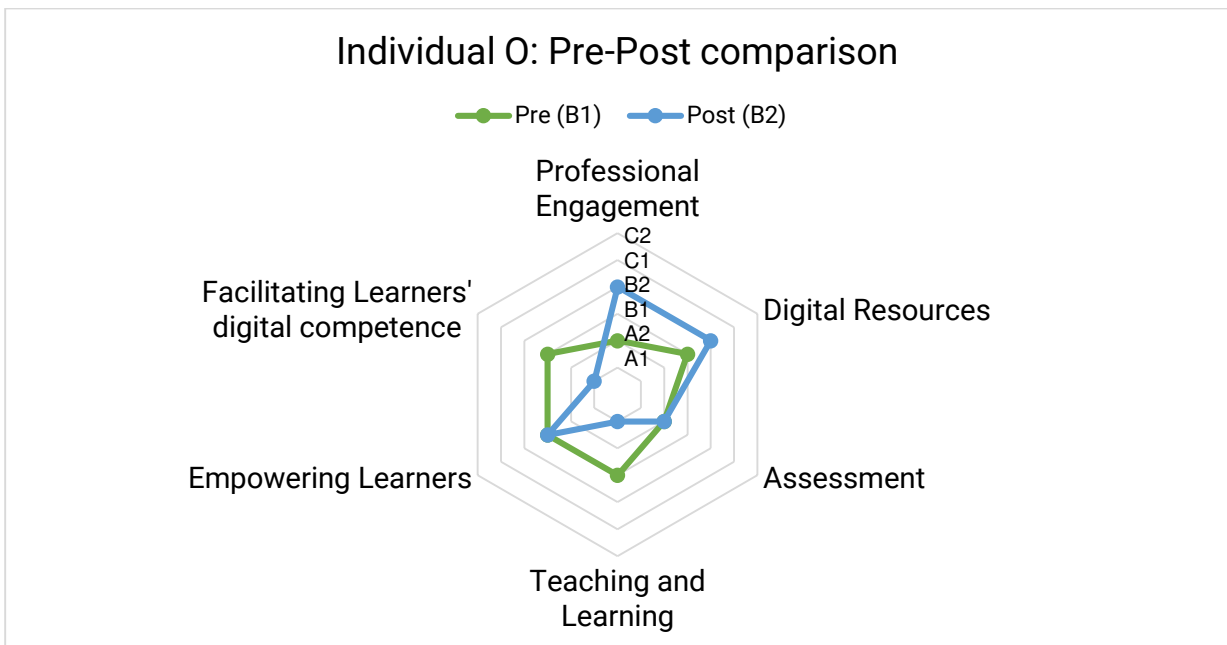 Individual O: Pre-Post comparison
Pre (B1) Post (B2)
Professional
Engagement
C2
C1
B2
B1
A2
A1
Facilitating Learners'
digital competence
Digital Resources
Empowering Learners
Assessment
Teaching and
Learning